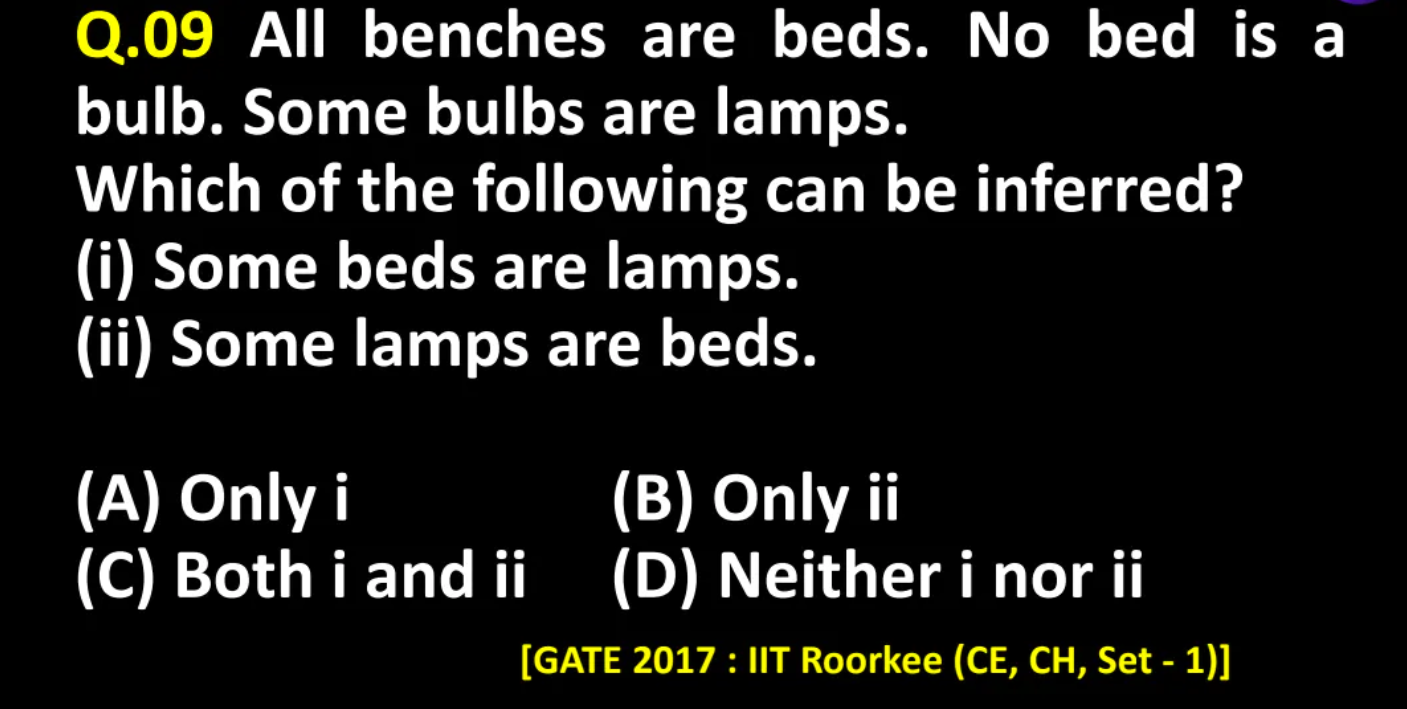 Q.09 All benches are beds. No bed is a
bulb. Some bulbs are lamps.
Which of the following can be inferred?
(i) Some beds are lamps.
(ii) Some lamps are beds.
(A) Only i (B) Only ii
(C) Both i and ii (D) Neither i nor ii
[GATE 2017 : IIT Roorkee (CE, CH, Set - 1)]